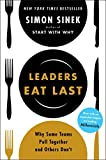 NEW YORK TIMES BESTSELLER
SIMON SINEK
Author of
START WITH WHY
LEADERS
EAT LAST
Why Some Teams
Pull Together
and Others Don't